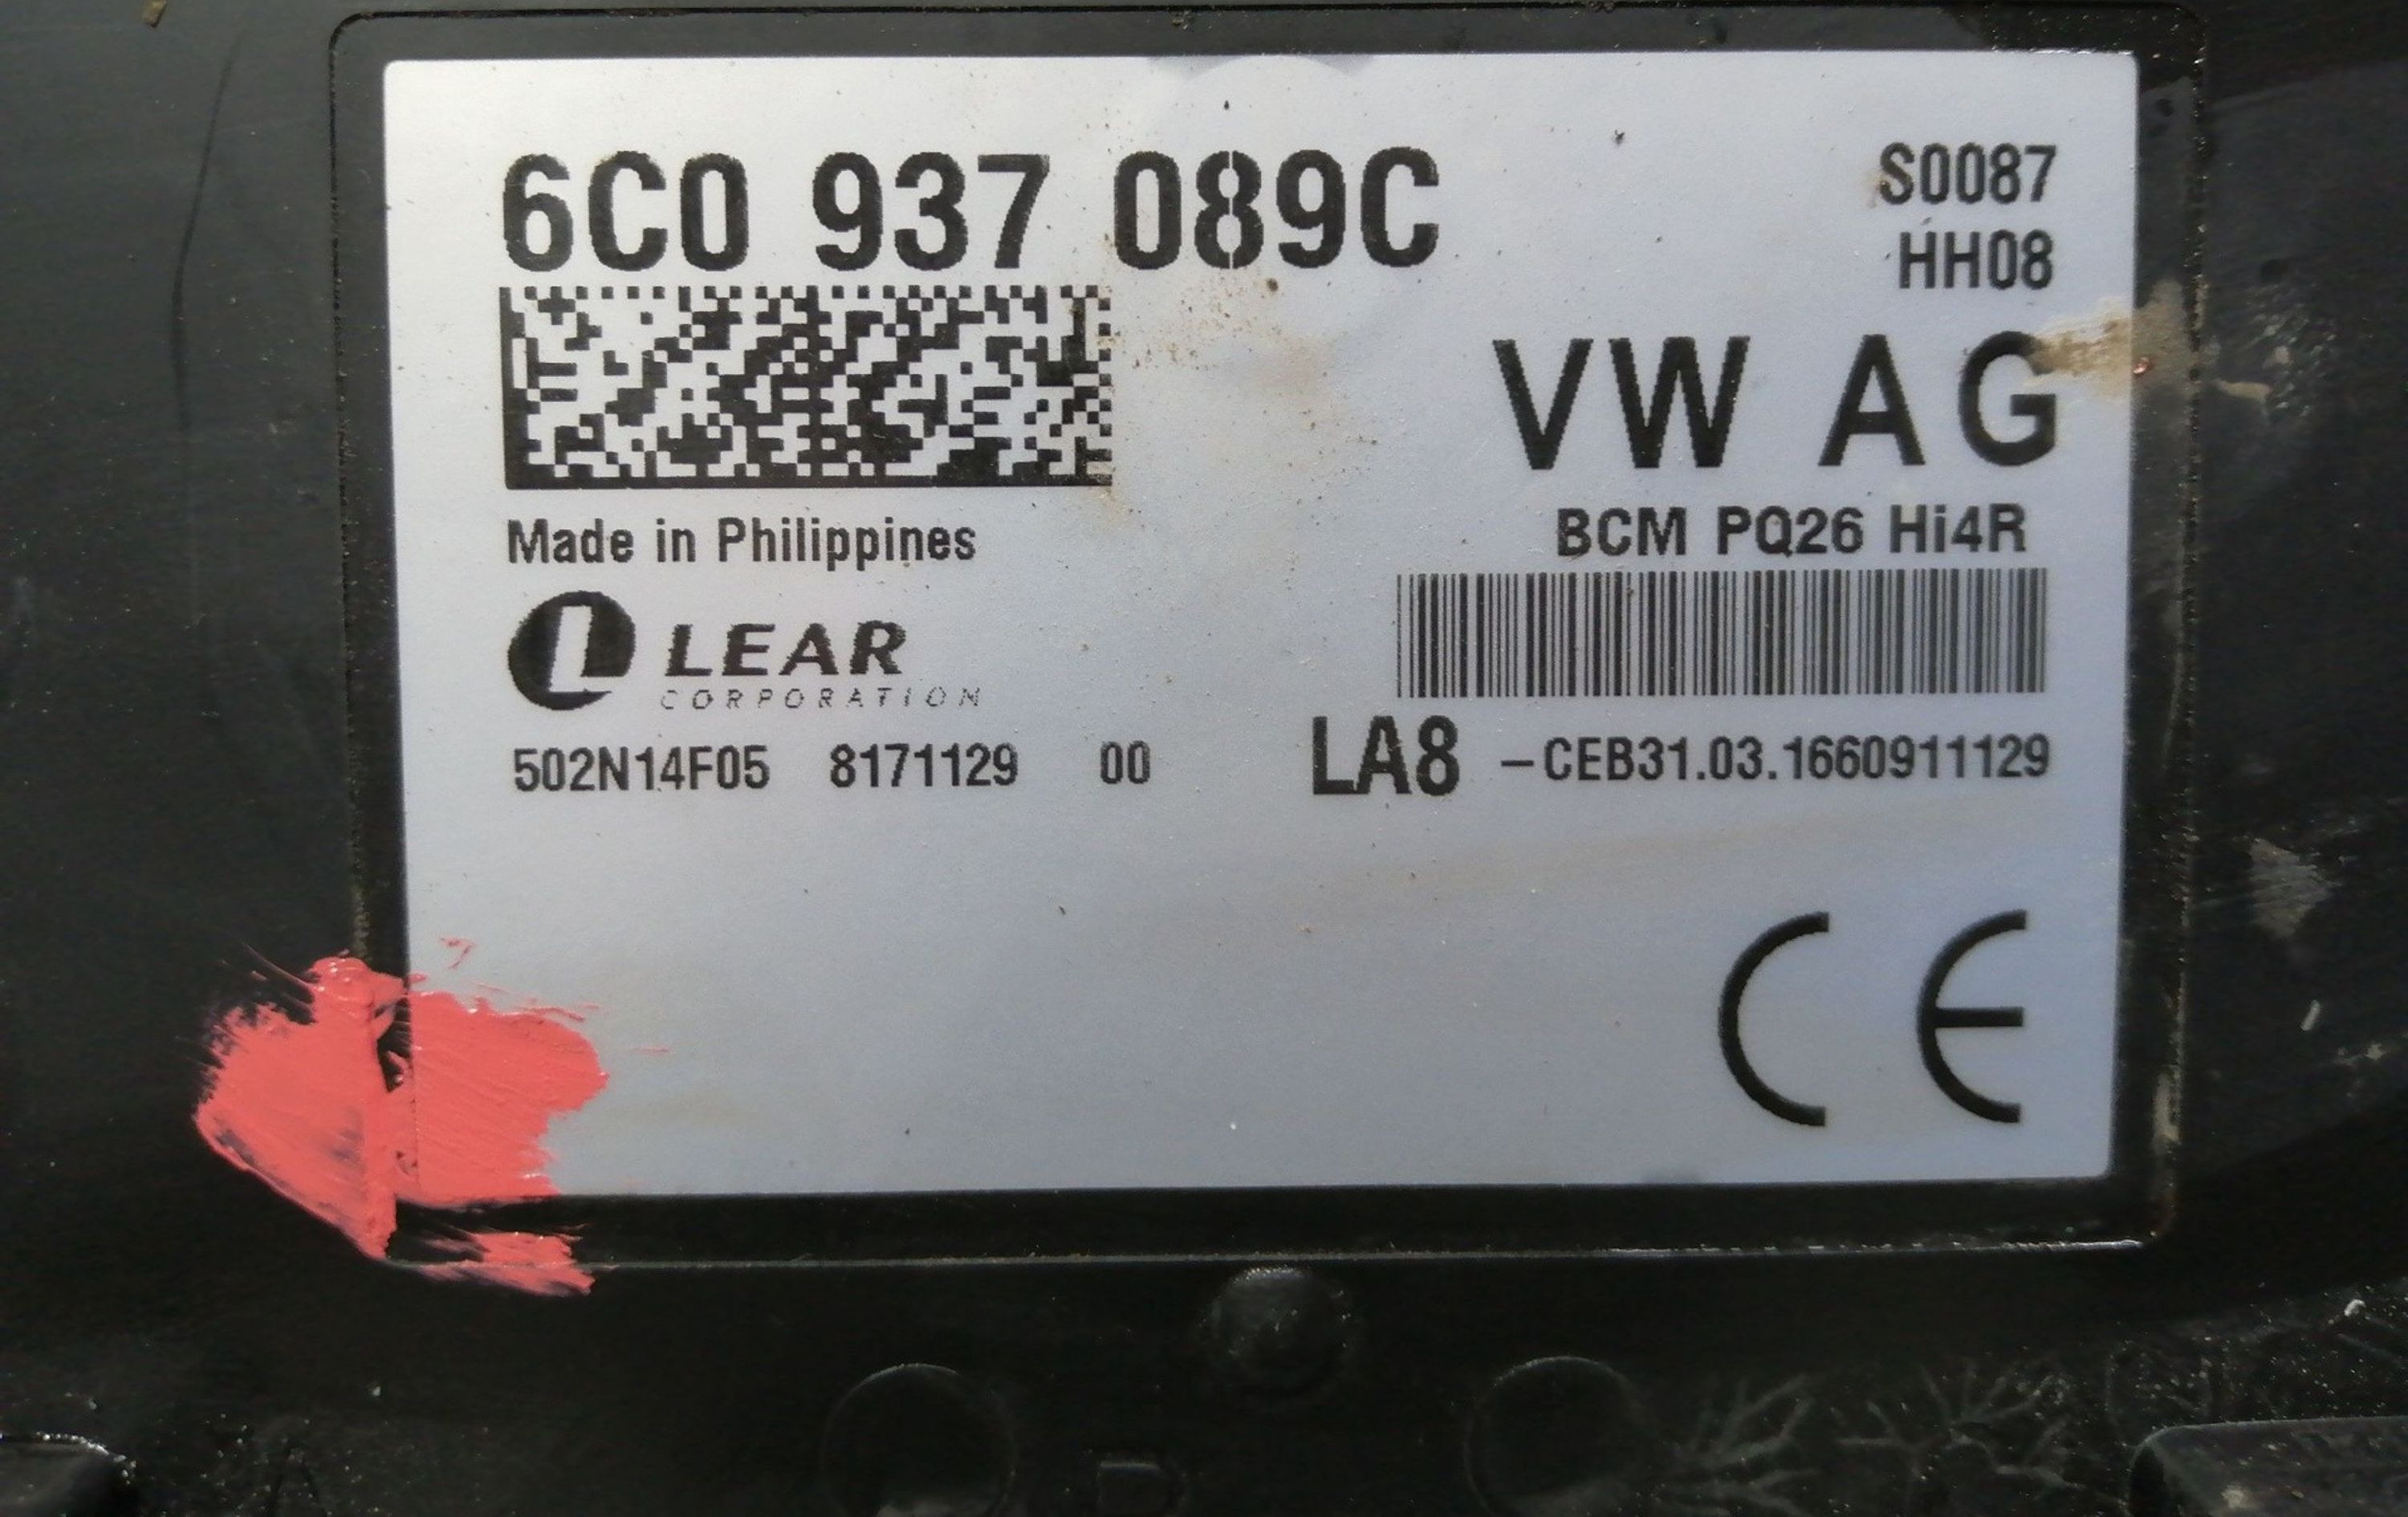 6C0 937 089C
S0087
HH08
VW AG
BCM PQ26 Hi4R
Made in Philippines
L LEAR
CORPORATION
502N14F05 8171129 00
LA8 -CEB31.03.1660911129
CE